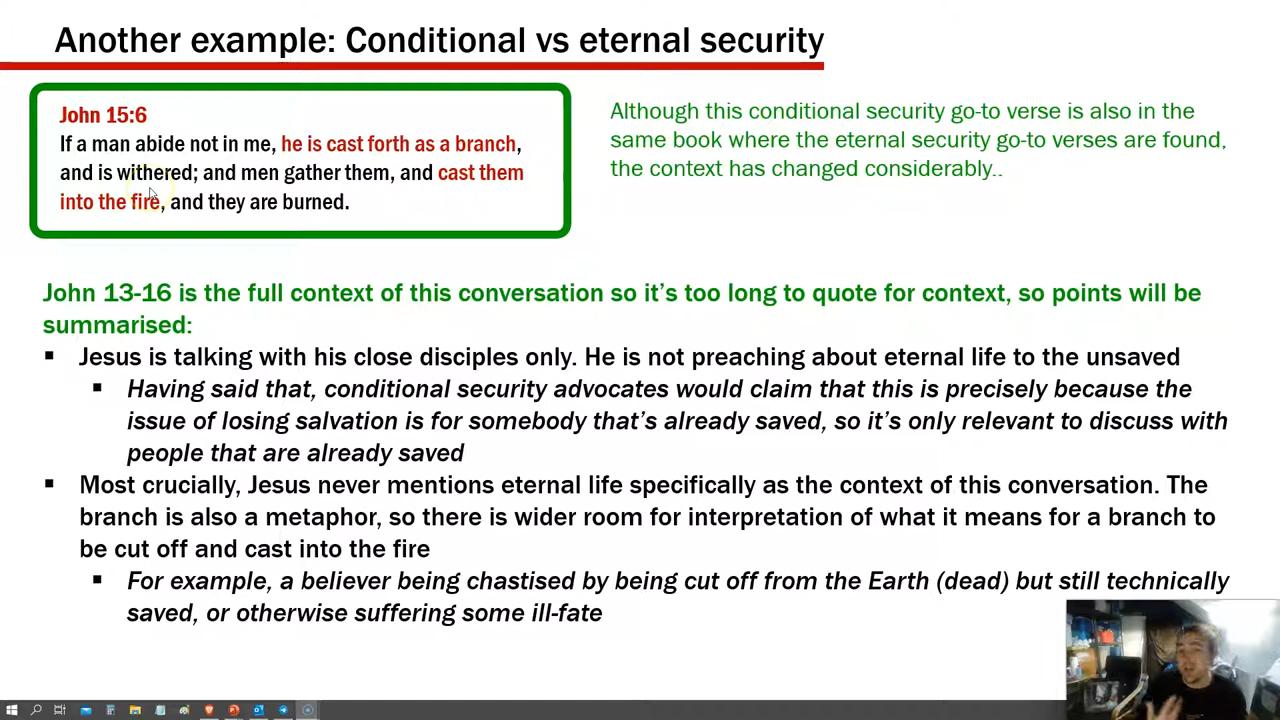 Another example: Conditional vs eternal security
John 15:6
If a man abide not in me, he is cast forth as a branch,
and is withered; and men gather them, and cast them
into the fire, and they are burned.
Although this conditional security go-to verse is also in the
same book where the eternal security go-to verses are found,
the context has changed considerably..
John 13-16 is the full context of this conversation so it's too long to quote for context, so points will be
summarised:
▪ Jesus is talking with his close disciples only. He is not preaching about eternal life to the unsaved
▪ Having said that, conditional security advocates would claim that this is precisely because the
issue of losing salvation is for somebody that's already saved, so it's only relevant to discuss with
people that are already saved
▪ Most crucially, Jesus never mentions eternal life specifically as the context of this conversation. The
branch is also a metaphor, so there is wider room for interpretation of what it means for a branch to
be cut off and cast into the fire
▪ For example, a believer being chastised by being cut off from the Earth (dead) but still technically
saved, or otherwise suffering some ill-fate